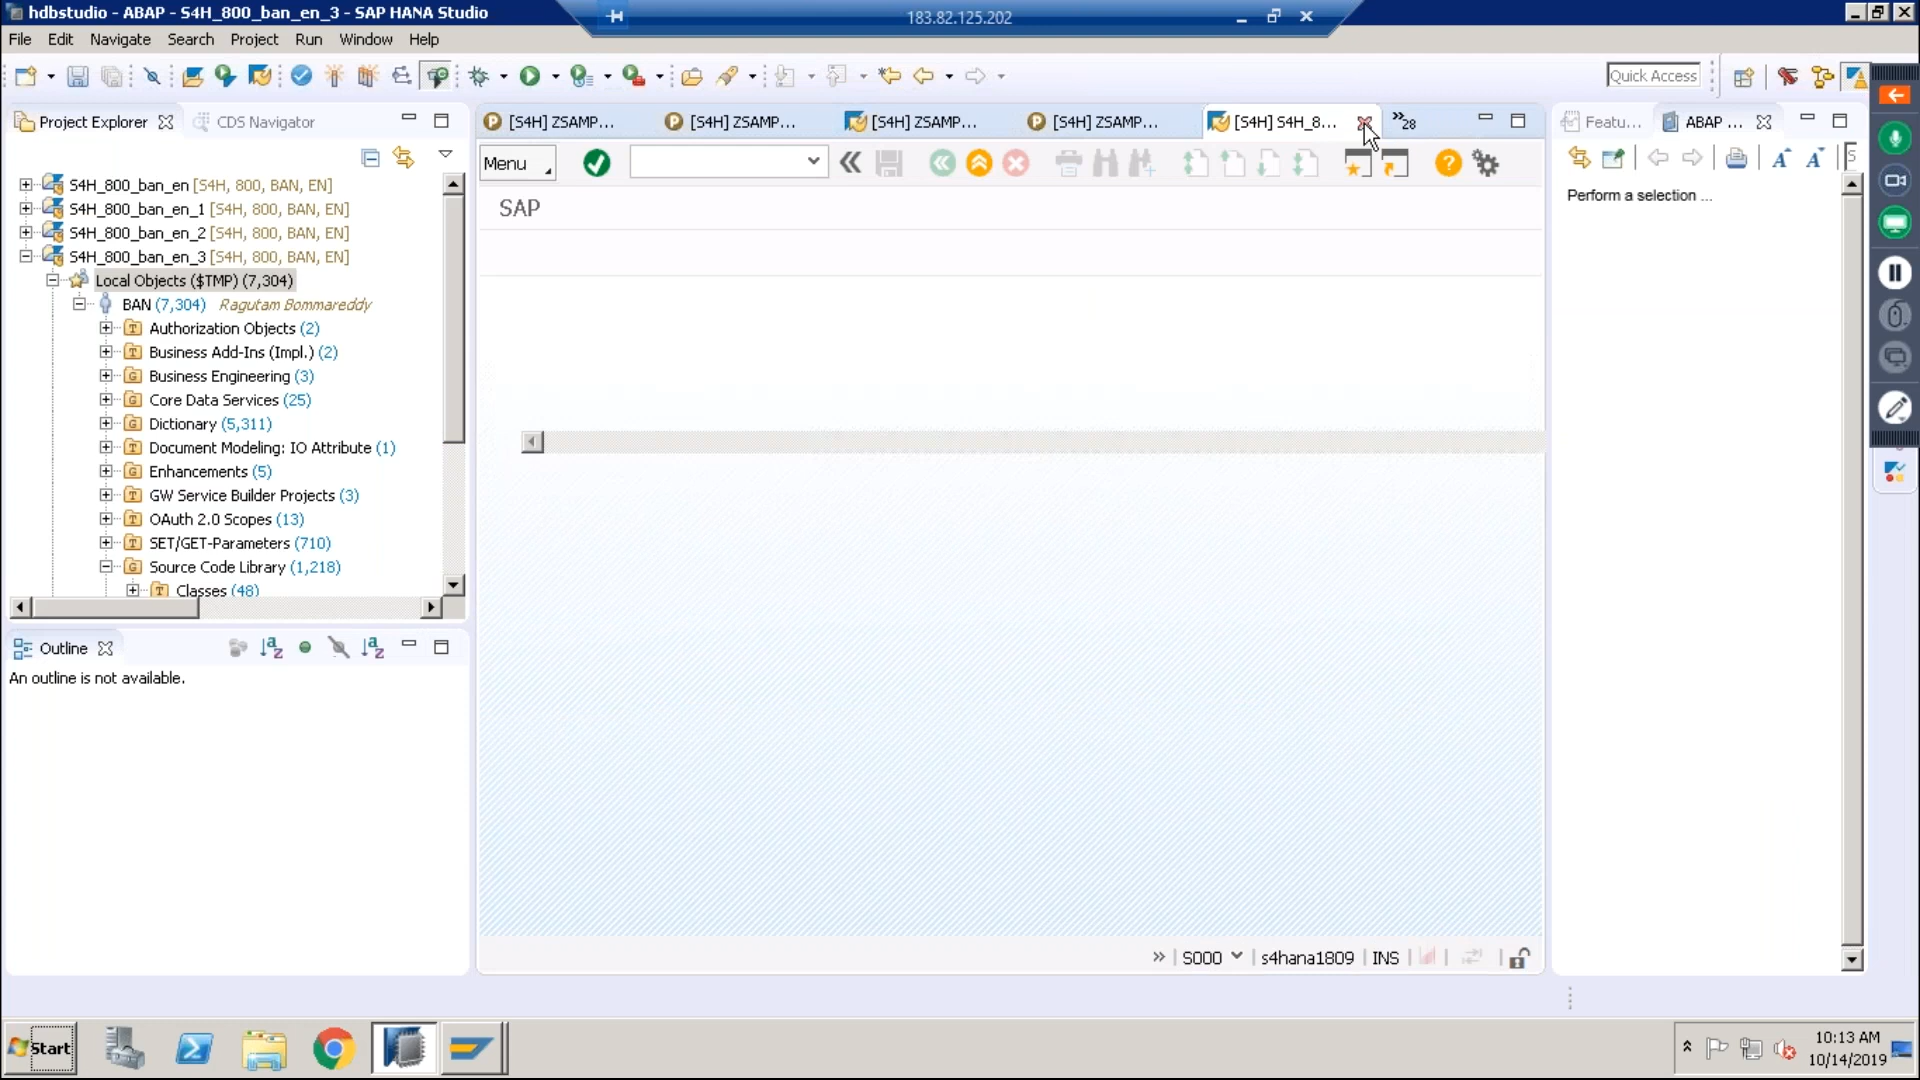 hdbstudio - ABAP - S4H_800_ban_en_3 - SAP HANA Studio
183.82.125.202
File Edit Navigate Search Project Run Window Help
Quick Access
Project Explorer CDS Navigator
[S4H] ZSAMP... [S4H] ZSAMP... [S4H] ZSAMP... [S4H] ZSAMP... [S4H] S4H_8... »28
Featu... ABAP ...
Menu
SAP
Perform a selection ...
S4H_800_ban_en [S4H, 800, BAN, EN]
S4H_800_ban_en_1 [S4H, 800, BAN, EN]
S4H_800_ban_en_2 [S4H, 800, BAN, EN]
S4H_800_ban_en_3 [S4H, 800, BAN, EN]
Local Objects ($TMP) (7,304)
BAN (7,304) Ragutam Bommareddy
Authorization Objects (2)
Business Add-Ins (Impl.) (2)
Business Engineering (3)
Core Data Services (25)
Dictionary (5,311)
Document Modeling: IO Attribute (1)
Enhancements (5)
GW Service Builder Projects (3)
OAuth 2.0 Scopes (13)
SET/GET-Parameters (710)
Source Code Library (1,218)
Classes (48)
Outline
An outline is not available.
» S000 s4hana1809 INS
Start
10:13 AM
10/14/2019